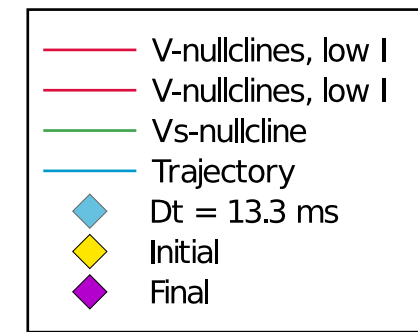 V-nullclines, low I
V-nullclines, low I
Vs-nullcline
Trajectory
Dt = 13.3 ms
Initial
Final